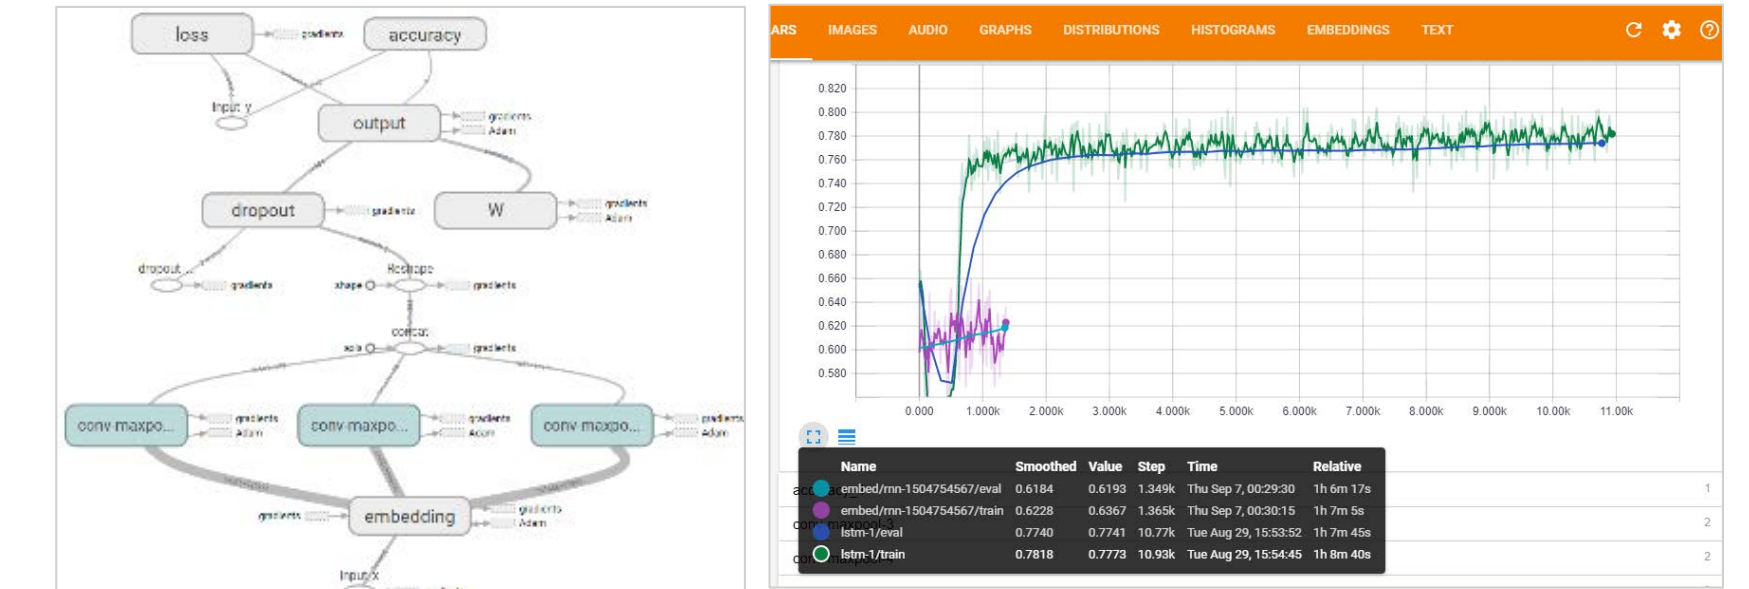 loss
gradients
accuracy
Input_y
output
gradients
Adam
dropout
gradients
W
gradients
Adam
dropout...
gradients
Reshape
shape
gradients
concat
axis
gradients
conv-maxpo...
gradients
Adam
conv-maxpo...
gradients
Adam
conv-maxpo...
gradients
Adam
gradients
embedding
gradients
Adam
Input_x
ARS IMAGES AUDIO GRAPHS DISTRIBUTIONS HISTOGRAMS EMBEDDINGS TEXT
0.820
0.800
0.780
0.760
0.740
0.720
0.700
0.680
0.660
0.640
0.620
0.600
0.580
0.000 1.000k 2.000k 3.000k 4.000k 5.000k 6.000k 7.000k 8.000k 9.000k 10.00k 11.00k
Name Smoothed Value Step Time Relative
embed/rnn-1504754567/eval 0.6184 0.6193 1.349k Thu Sep 7, 00:29:30 1h 6m 17s
embed/rnn-1504754567/train 0.6228 0.6367 1.365k Thu Sep 7, 00:30:15 1h 7m 5s
lstm-1/eval 0.7740 0.7741 10.77k Tue Aug 29, 15:53:52 1h 7m 45s
lstm-1/train 0.7818 0.7773 10.93k Tue Aug 29, 15:54:45 1h 8m 40s
1
conv-maxpool-3 2
2